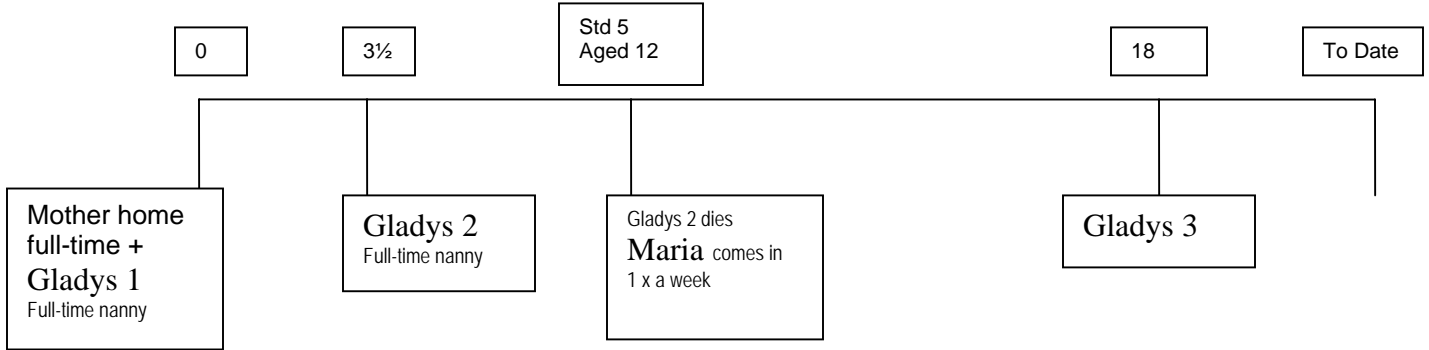 0
3½
Std 5
Aged 12
18
To Date
Mother home
full-time +
Gladys 1
Full-time nanny
Gladys 2
Full-time nanny
Gladys 2 dies
Maria comes in
1 x a week
Gladys 3